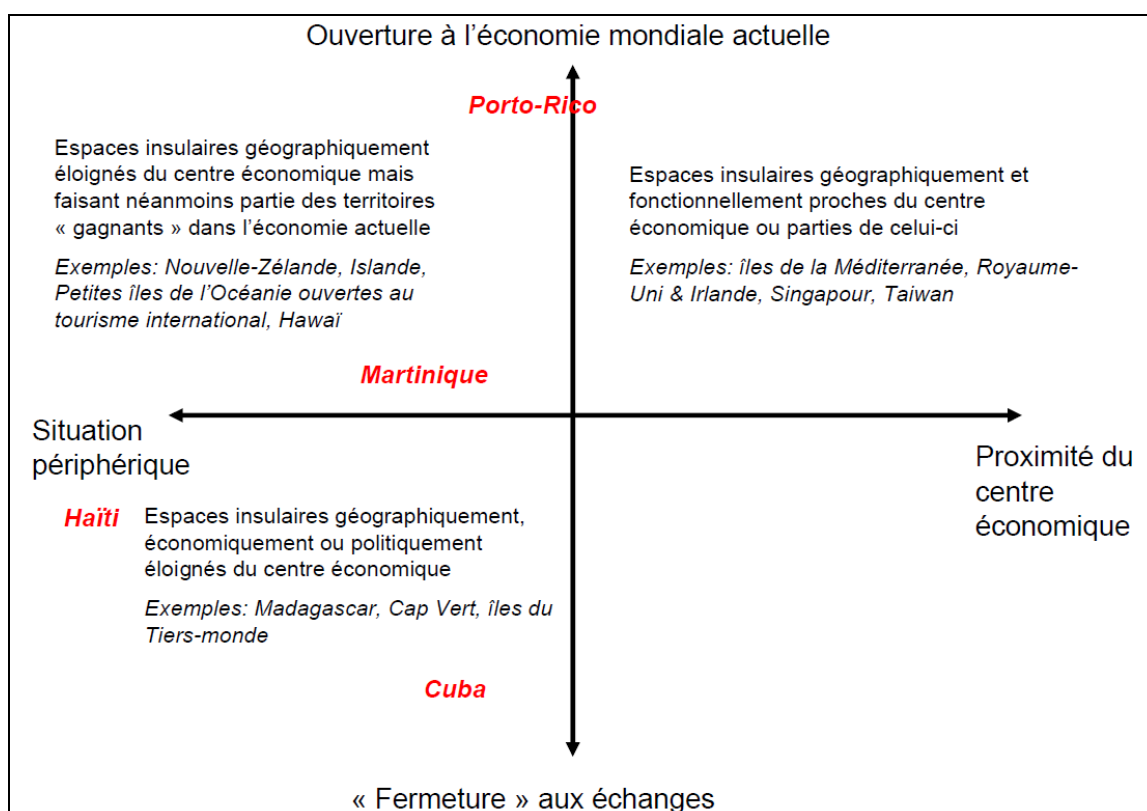 Ouverture à l’économie mondiale actuelle
Porto-Rico
Espaces insulaires géographiquement
éloignés du centre économique mais
faisant néanmoins partie des territoires
« gagnants » dans l’économie actuelle
Exemples: Nouvelle-Zélande, Islande,
Petites îles de l’Océanie ouvertes au
tourisme international, Hawaï
Espaces insulaires géographiquement et
fonctionnellement proches du centre
économique ou parties de celui-ci
Exemples: îles de la Méditerranée, Royaume-
Uni & Irlande, Singapour, Taiwan
Martinique
Situation
périphérique
Proximité du
centre
économique
Haïti
Espaces insulaires géographiquement,
économiquement ou politiquement
éloignés du centre économique
Exemples: Madagascar, Cap Vert, îles du
Tiers-monde
Cuba
« Fermeture » aux échanges